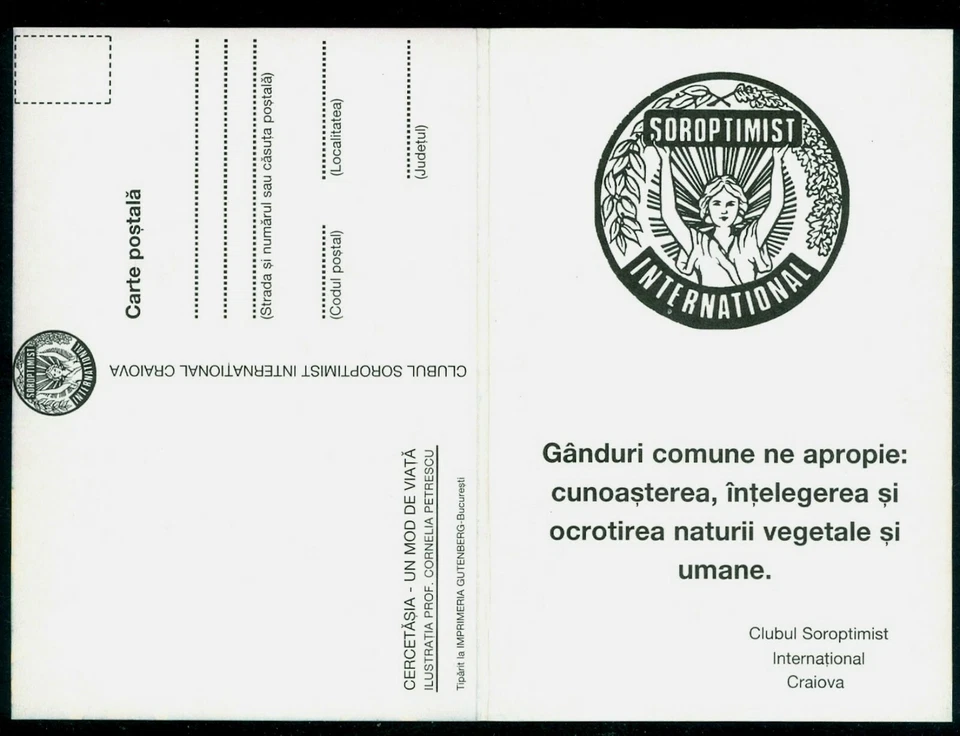 Carte poștală
(Strada și numărul sau căsuța poștală)
(Codul poștal)
(Localitatea)
(Județul)
SOROPTIMIST
INTERNATIONAL
CLUBUL SOROPTIMIST INTERNAȚIONAL CRAIOVA
CERCETĂȘIA - UN MOD DE VIAȚĂ
ILUSTRAȚIA PROF. CORNELIA PETRESCU
Tipărit la IMPRIMERIA GUTENBERG-București
SOROPTIMIST
INTERNATIONAL
Gânduri comune ne apropie:
cunoașterea, înțelegerea și
ocrotirea naturii vegetale și
umane.
Clubul Soroptimist
Internațional
Craiova